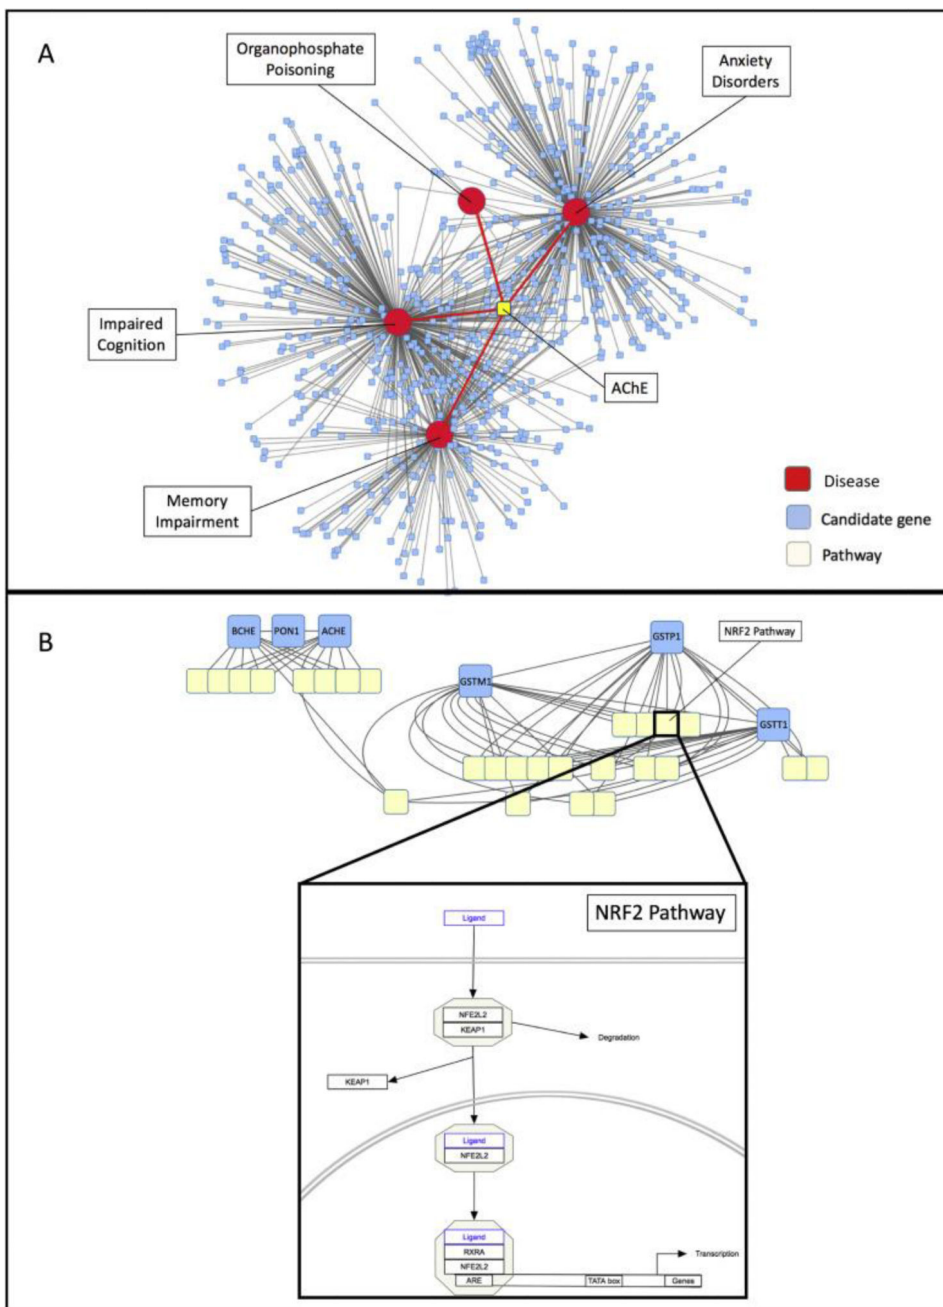 A
Organophosphate
Poisoning
Anxiety
Disorders
Impaired
Cognition
AChE
Memory
Impairment
Disease
Candidate gene
Pathway
B
BCHE
PON1
ACHE
GSTP1
NRF2 Pathway
GSTM1
GSTT1
NRF2 Pathway
Ligand
NFE2L2
KEAP1
Degradation
KEAP1
Ligand
NFE2L2
Ligand
RXRA
NFE2L2
Transcription
ARE
TATA box
Genes